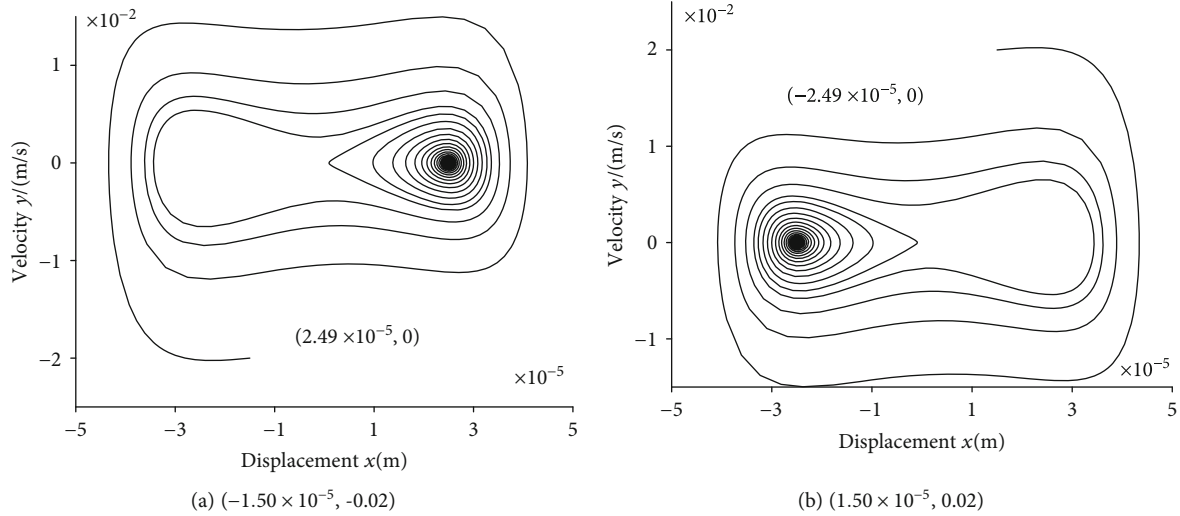 ×10⁻²
1
0
−1
−2
Velocity y/(m/s)
(2.49 ×10⁻⁵, 0)
×10⁻⁵
−5 −3 −1 1 3 5
Displacement x(m)
(a) (−1.50 × 10⁻⁵, -0.02)
×10⁻²
2
1
0
−1
Velocity y/(m/s)
(−2.49 ×10⁻⁵, 0)
×10⁻⁵
−5 −3 −1 1 3 5
Displacement x(m)
(b) (1.50 × 10⁻⁵, 0.02)